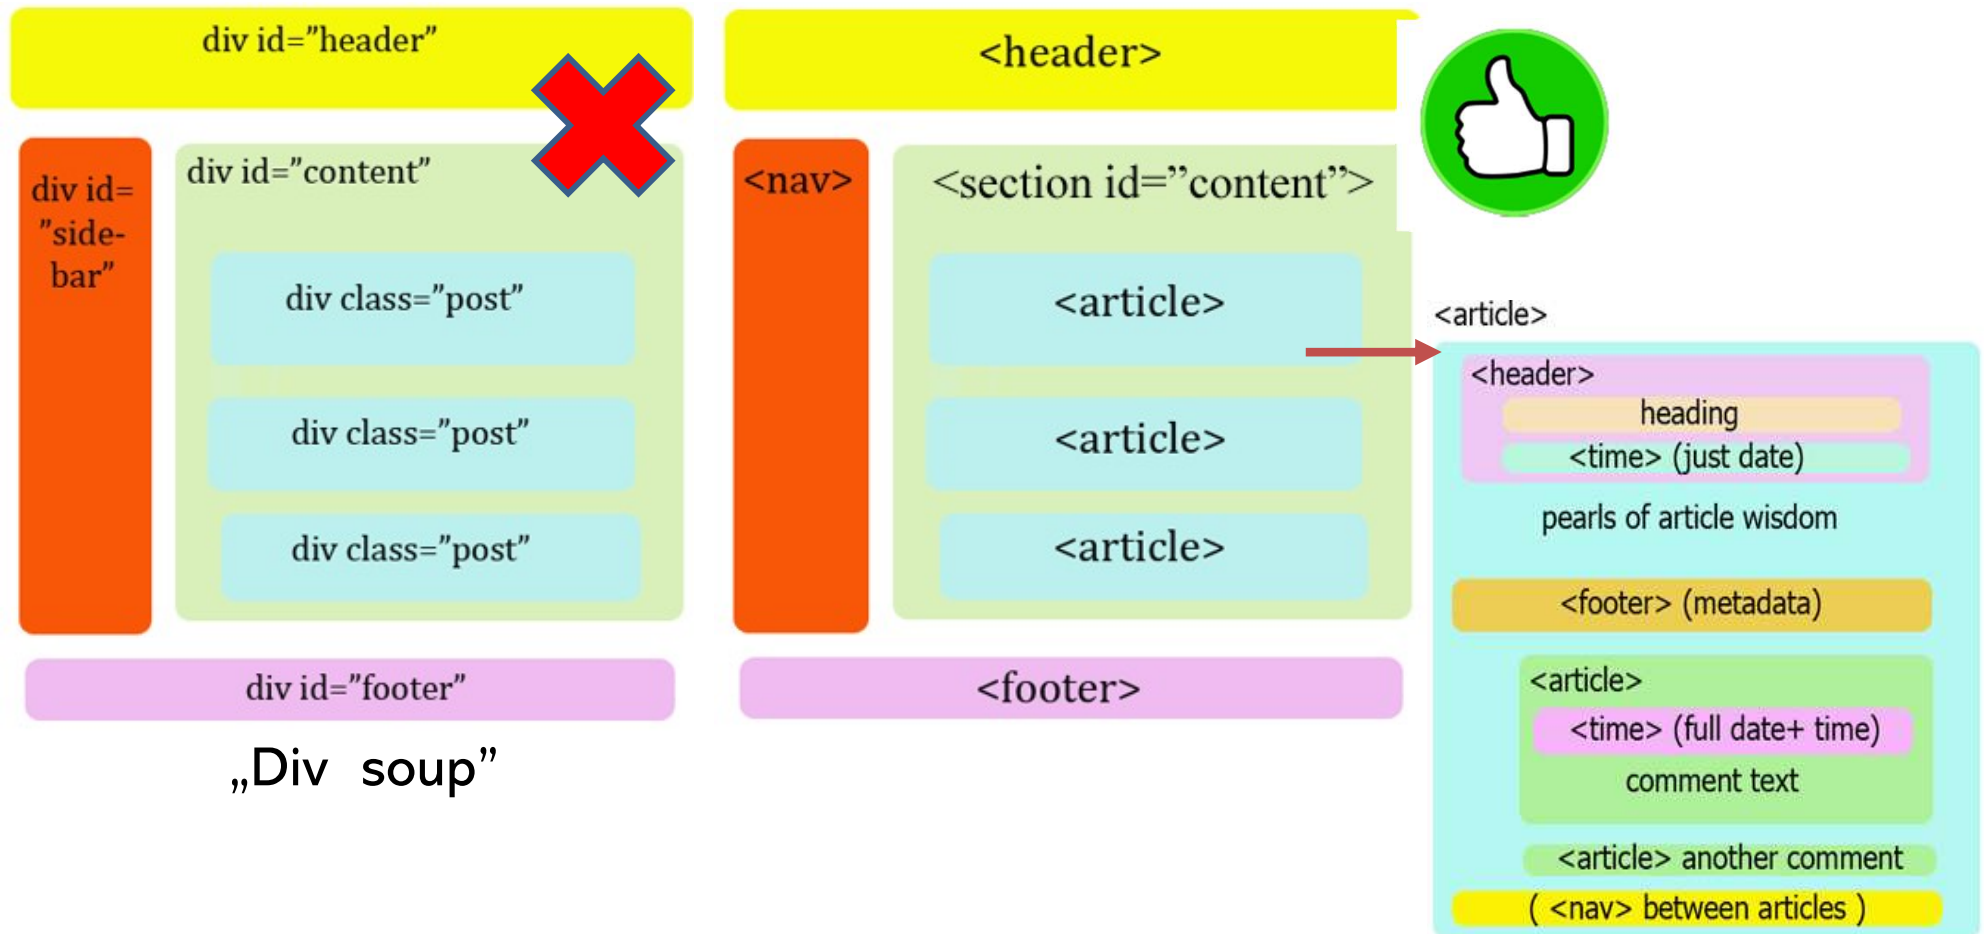 div id=”header”
div id=
”side-
bar”
div id=”content”
div class=”post”
div class=”post”
div class=”post”
div id=”footer”
„Div soup”
<header>
<nav>
<section id=”content”>
<article>
<article>
<article>
<footer>
<article>
<header>
heading
<time> (just date)
pearls of article wisdom
<footer> (metadata)
<article>
<time> (full date+ time)
comment text
<article> another comment
( <nav> between articles )